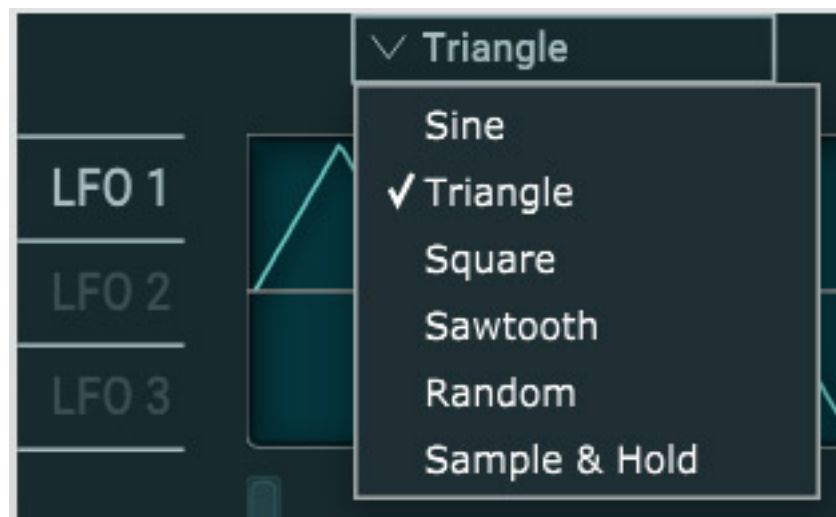 Triangle
Sine
✓ Triangle
Square
Sawtooth
Random
Sample & Hold
LFO 1
LFO 2
LFO 3